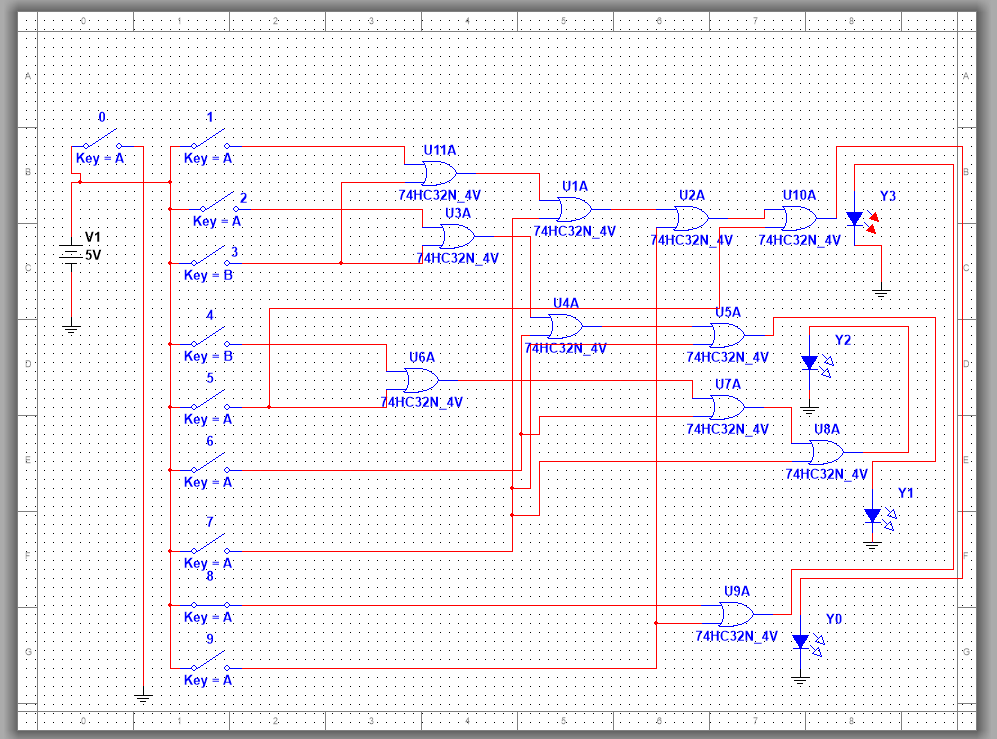 0 1 2 3 4 5 6 7 8
A A
0
Key = A
1
Key = A
B B
U11A
74HC32N_4V
2
Key = A
U3A
74HC32N_4V
U1A
74HC32N_4V
U2A
74HC32N_4V
U10A
74HC32N_4V
Y3
V1
5V
3
Key = B
C C
4
Key = B
U4A
74HC32N_4V
U5A
74HC32N_4V
Y2
D D
U6A
74HC32N_4V
5
Key = A
U7A
74HC32N_4V
6
Key = A
U8A
74HC32N_4V
E E
Y1
7
Key = A
F F
8
Key = A
U9A
74HC32N_4V
Y0
9
Key = A
G G
0 1 2 3 4 5 6 7 8